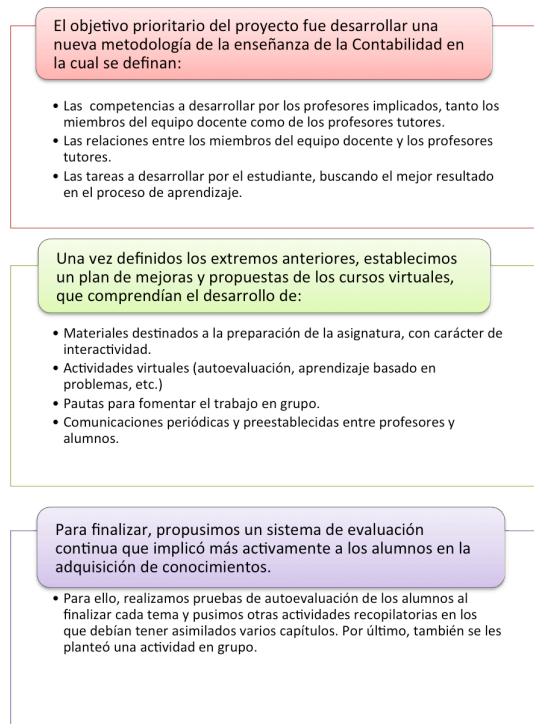 El objetivo prioritario del proyecto fue desarrollar una
nueva metodología de la enseñanza de la Contabilidad en
la cual se definan:
• Las competencias a desarrollar por los profesores implicados, tanto los
miembros del equipo docente como de los profesores tutores.
• Las relaciones entre los miembros del equipo docente y los profesores
tutores.
• Las tareas a desarrollar por el estudiante, buscando el mejor resultado
en el proceso de aprendizaje.
Una vez definidos los extremos anteriores, establecimos
un plan de mejoras y propuestas de los cursos virtuales,
que comprendían el desarrollo de:
• Materiales destinados a la preparación de la asignatura, con carácter de
interactividad.
• Actividades virtuales (autoevaluación, aprendizaje basado en
problemas, etc.)
• Pautas para fomentar el trabajo en grupo.
• Comunicaciones periódicas y preestablecidas entre profesores y
alumnos.
Para finalizar, propusimos un sistema de evaluación
continua que implicó más activamente a los alumnos en la
adquisición de conocimientos.
• Para ello, realizamos pruebas de autoevaluación de los alumnos al
finalizar cada tema y pusimos otras actividades recopilatorias en los
que debían tener asimilados varios capítulos. Por último, también se les
planteó una actividad en grupo.